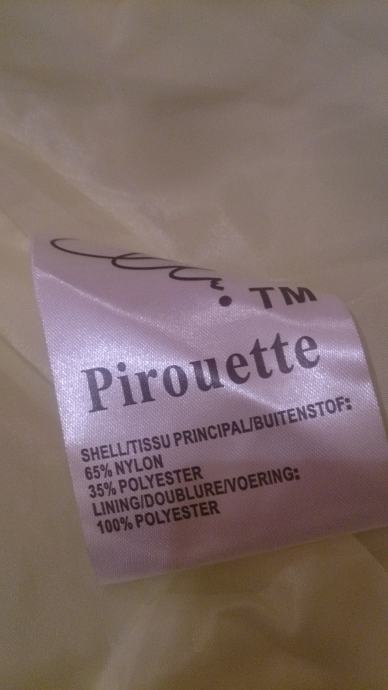 TM
Pirouette
SHELL/TISSU PRINCIPAL/BUITENSTOF:
65% NYLON
35% POLYESTER
LINING/DOUBLURE/VOERING:
100% POLYESTER